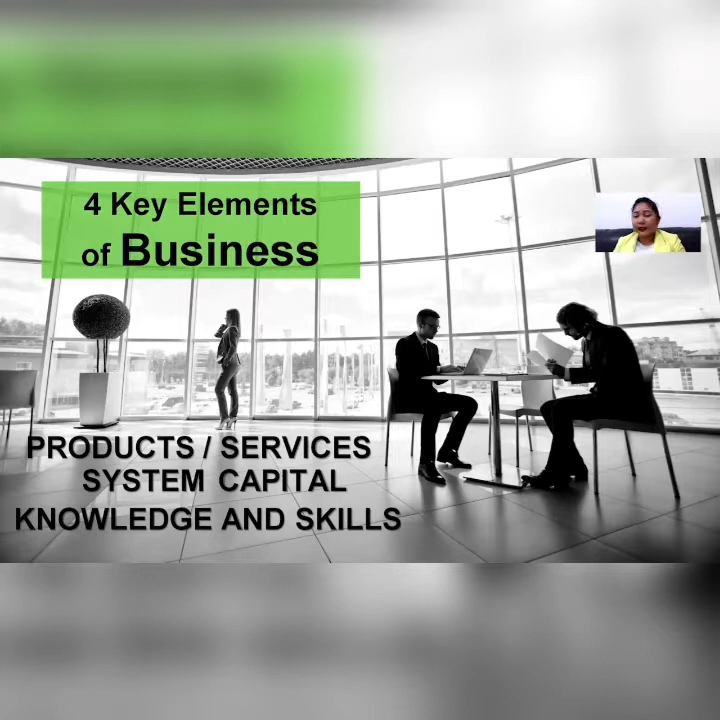 4 Key Elements
of Business
PRODUCTS / SERVICES
SYSTEM CAPITAL
KNOWLEDGE AND SKILLS